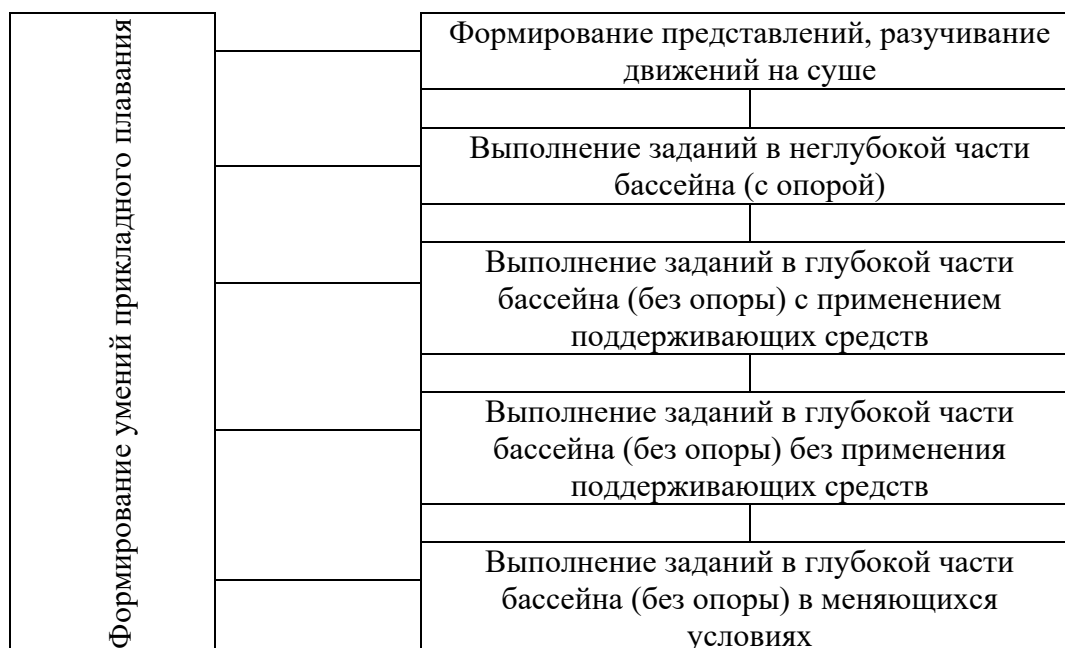 Формирование умений прикладного плавания
Формирование представлений, разучивание
движений на суше
Выполнение заданий в неглубокой части
бассейна (с опорой)
Выполнение заданий в глубокой части
бассейна (без опоры) с применением
поддерживающих средств
Выполнение заданий в глубокой части
бассейна (без опоры) без применения
поддерживающих средств
Выполнение заданий в глубокой части
бассейна (без опоры) в меняющихся
условиях